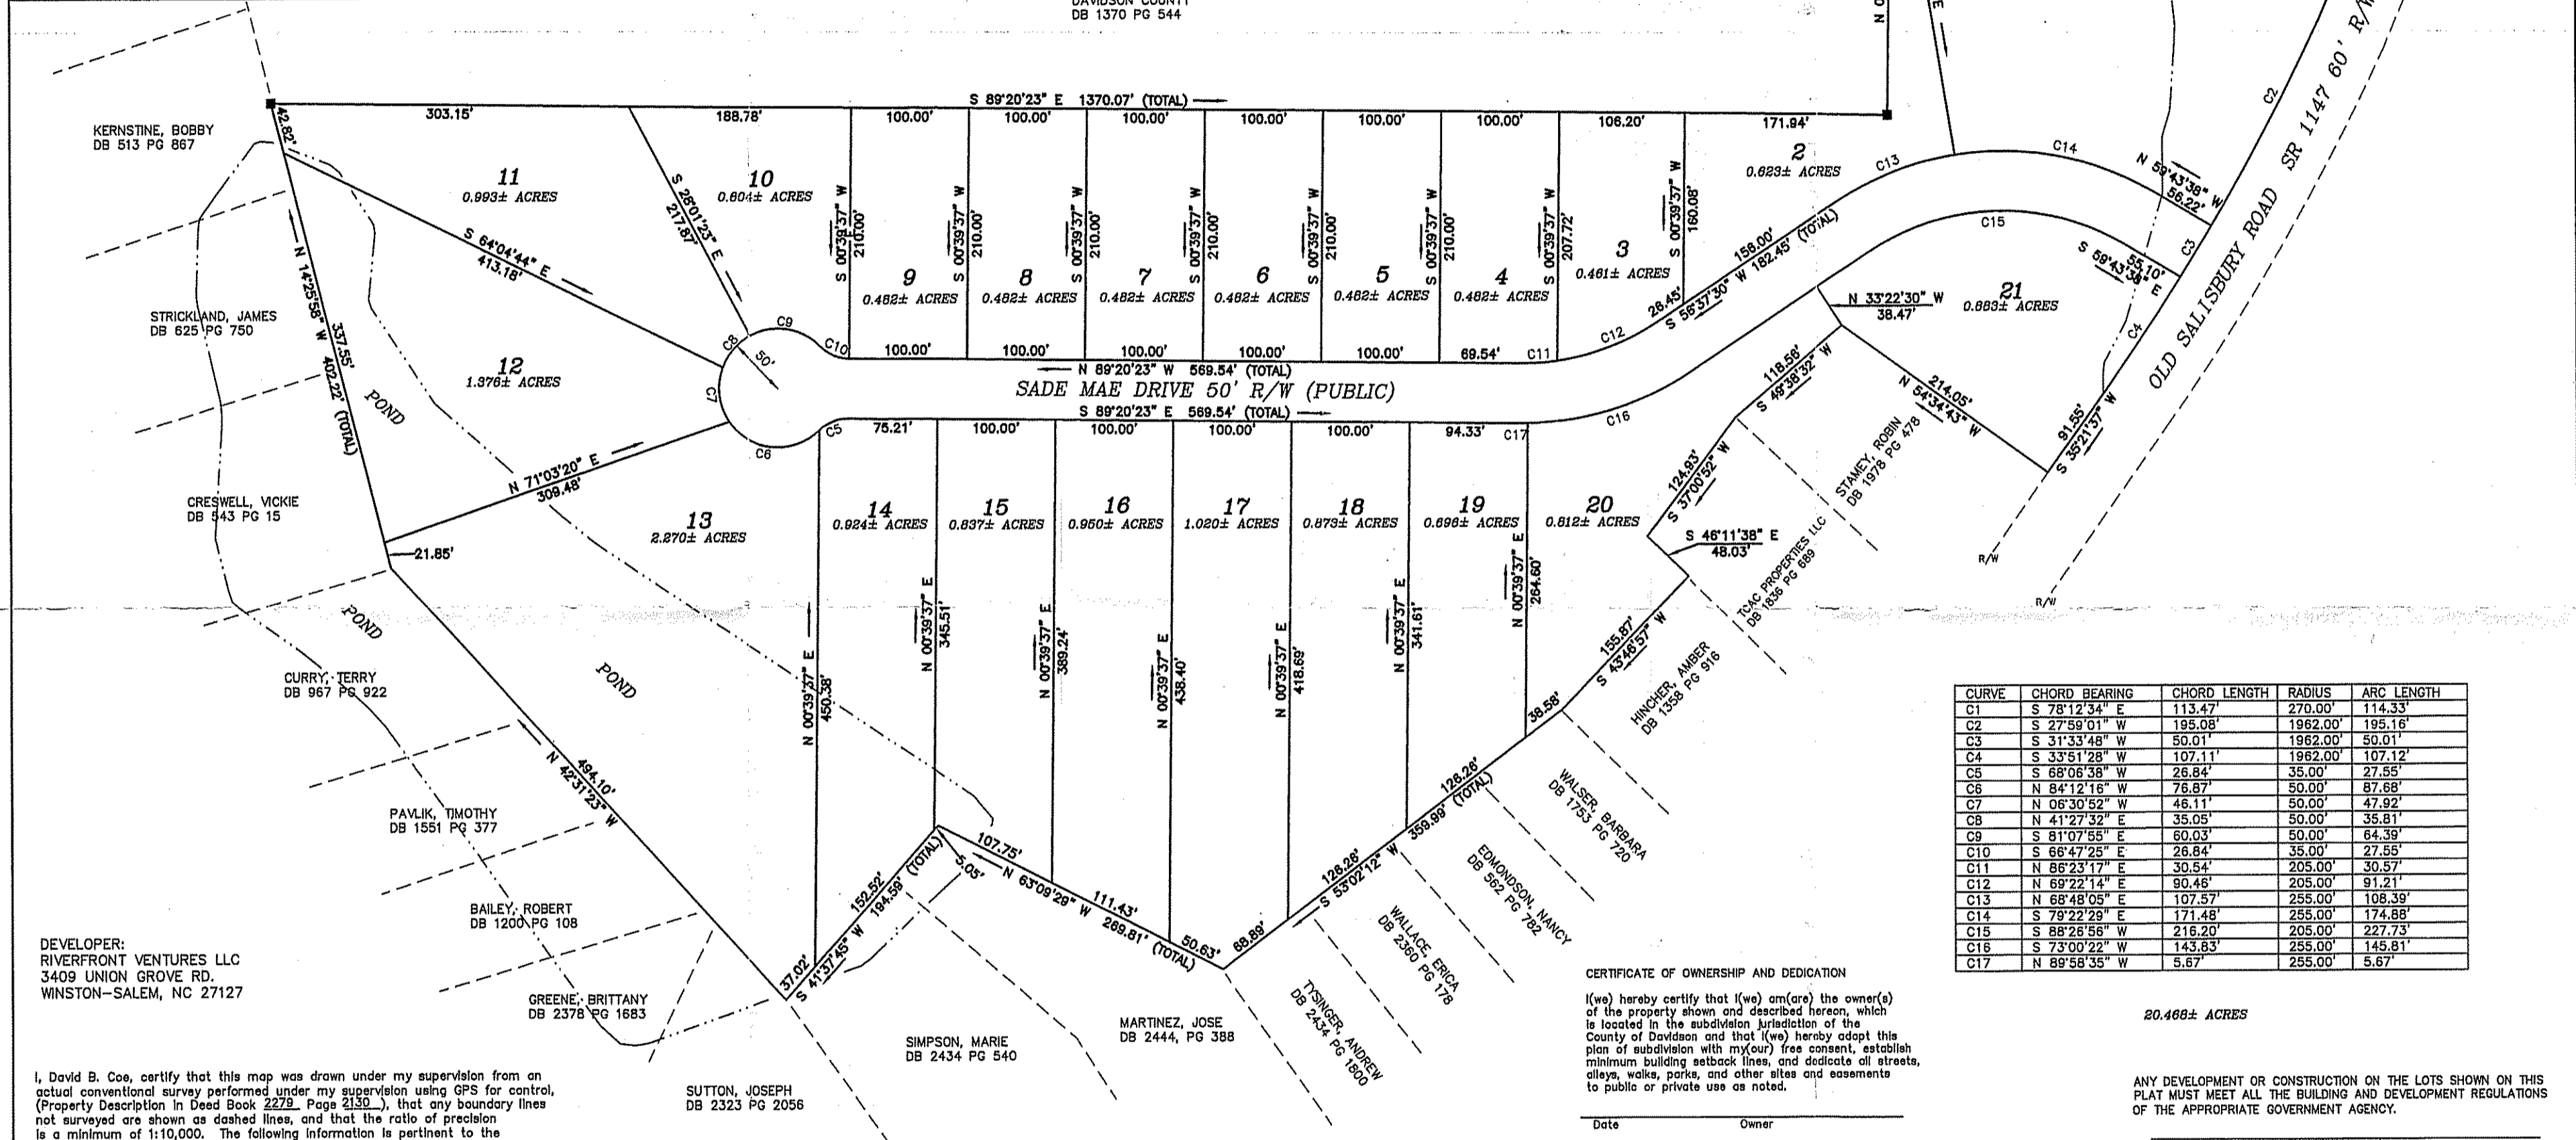 DAVIDSON COUNTY
DB 1370 PG 544
N 0
E
S 89°20'23" E 1370.07' (TOTAL)
303.15'
188.78'
100.00'
100.00'
100.00'
100.00'
100.00'
100.00'
106.20'
171.94'
KERNSTINE, BOBBY
DB 513 PG 867
42.82'
11
0.993± ACRES
S 28°01'23" E
217.87'
10
0.604± ACRES
S 00°39'37" W
210.00'
9
0.482± ACRES
S 00°39'37" W
210.00'
8
0.482± ACRES
S 00°39'37" W
210.00'
7
0.482± ACRES
S 00°39'37" W
210.00'
6
0.482± ACRES
S 00°39'37" W
210.00'
5
0.482± ACRES
S 00°39'37" W
210.00'
4
0.482± ACRES
S 00°39'37" W
207.72'
3
0.461± ACRES
S 00°39'37" W
160.08'
2
0.623± ACRES
C13
C14
N 59°43'38" W
56.22'
C2
C3
OLD SALISBURY ROAD SR 1147 60' R/W
156.00'
26.45'
S 56°37'30" W 182.45' (TOTAL)
C15
S 59°43'38" E
55.10'
C4
N 33°22'30" W
38.47'
21
0.883± ACRES
S 64°04'44" E
413.18'
N 14°25'58" W 402.22' (TOTAL)
337.55'
STRICKLAND, JAMES
DB 625 PG 750
POND
12
1.376± ACRES
C8
C9
C10
50'
C7
C6
C5
100.00'
100.00'
100.00'
100.00'
100.00'
69.54'
C11
C12
N 89°20'23" W 569.54' (TOTAL)
SADE MAE DRIVE 50' R/W (PUBLIC)
S 89°20'23" E 569.54' (TOTAL)
75.21'
100.00'
100.00'
100.00'
100.00'
94.33'
C17
C16
118.56'
S 49°38'32" W
214.05'
N 54°34'43" W
91.55'
S 35°21'37" W
STAMEY, ROBIN
DB 1978 PG 478
124.93'
S 37°00'52" W
S 46°11'38" E
48.03'
R/W
R/W
TCAC PROPERTIES LLC
DB 1836 PG 689
CRESWELL, VICKIE
DB 543 PG 15
N 71°03'20" E
309.48'
21.85'
13
2.270± ACRES
14
0.924± ACRES
15
0.837± ACRES
16
0.950± ACRES
17
1.020± ACRES
18
0.873± ACRES
19
0.696± ACRES
20
0.812± ACRES
N 00°39'37" E
450.38'
N 00°39'37" E
345.51'
N 00°39'37" E
389.24'
N 00°39'37" E
438.40'
N 00°39'37" E
418.69'
N 00°39'37" E
341.61'
N 00°39'37" E
264.60'
155.87'
S 43°46'57" W
HINCHER, AMBER
DB 1358 PG 916
POND
POND
CURRY, TERRY
DB 967 PG 922
494.10'
N 42°31'23" W
PAVLIK, TIMOTHY
DB 1551 PG 377
BAILEY, ROBERT
DB 1200 PG 108
GREENE, BRITTANY
DB 2378 PG 1683
37.02'
152.52'
S 41°37'45" W 194.59' (TOTAL)
5.05'
107.75'
111.43'
50.63'
N 63°09'29" W 269.81' (TOTAL)
68.89'
126.26'
126.26'
38.58'
S 53°02'12" W 359.99' (TOTAL)
WALSER, BARBARA
DB 1753 PG 720
EDMONDSON, NANCY
DB 562 PG 782
WALLACE, ERICA
DB 2360 PG 178
TYSINGER, ANDREW
DB 2434 PG 1800
MARTINEZ, JOSE
DB 2444, PG 388
SIMPSON, MARIE
DB 2434 PG 540
SUTTON, JOSEPH
DB 2323 PG 2056
CURVE CHORD BEARING CHORD LENGTH RADIUS ARC LENGTH
C1 S 78°12'34" E 113.47' 270.00' 114.33'
C2 S 27°59'01" W 195.08' 1962.00' 195.16'
C3 S 31°33'48" W 50.01' 1962.00' 50.01'
C4 S 33°51'28" W 107.11' 1962.00' 107.12'
C5 S 68°06'38" W 26.84' 35.00' 27.55'
C6 N 84°12'16" W 76.87' 50.00' 87.68'
C7 N 06°30'52" W 46.11' 50.00' 47.92'
C8 N 41°27'32" E 35.05' 50.00' 35.81'
C9 S 81°07'55" E 60.03' 50.00' 64.39'
C10 S 66°47'25" E 26.84' 35.00' 27.55'
C11 N 86°23'17" E 30.54' 205.00' 30.57'
C12 N 69°22'14" E 90.46' 205.00' 91.21'
C13 N 68°48'05" E 107.57' 255.00' 108.39'
C14 S 79°22'29" E 171.48' 255.00' 174.88'
C15 S 88°26'56" W 216.20' 205.00' 227.73'
C16 S 73°00'22" W 143.83' 255.00' 145.81'
C17 N 89°58'35" W 5.67' 255.00' 5.67'
20.468± ACRES
DEVELOPER:
RIVERFRONT VENTURES LLC
3409 UNION GROVE RD.
WINSTON-SALEM, NC 27127
I, David B. Coe, certify that this map was drawn under my supervision from an
actual conventional survey performed under my supervision using GPS for control,
(Property Description in Deed Book 2279 Page 2130 ), that any boundary lines
not surveyed are shown as dashed lines, and that the ratio of precision
is a minimum of 1:10,000. The following information is pertinent to the
CERTIFICATE OF OWNERSHIP AND DEDICATION
I(we) hereby certify that I(we) am(are) the owner(s)
of the property shown and described hereon, which
is located in the subdivision jurisdiction of the
County of Davidson and that I(we) hereby adopt this
plan of subdivision with my(our) free consent, establish
minimum building setback lines, and dedicate all streets,
alleys, walks, parks, and other sites and easements
to public or private use as noted.
Date Owner
ANY DEVELOPMENT OR CONSTRUCTION ON THE LOTS SHOWN ON THIS
PLAT MUST MEET ALL THE BUILDING AND DEVELOPMENT REGULATIONS
OF THE APPROPRIATE GOVERNMENT AGENCY.